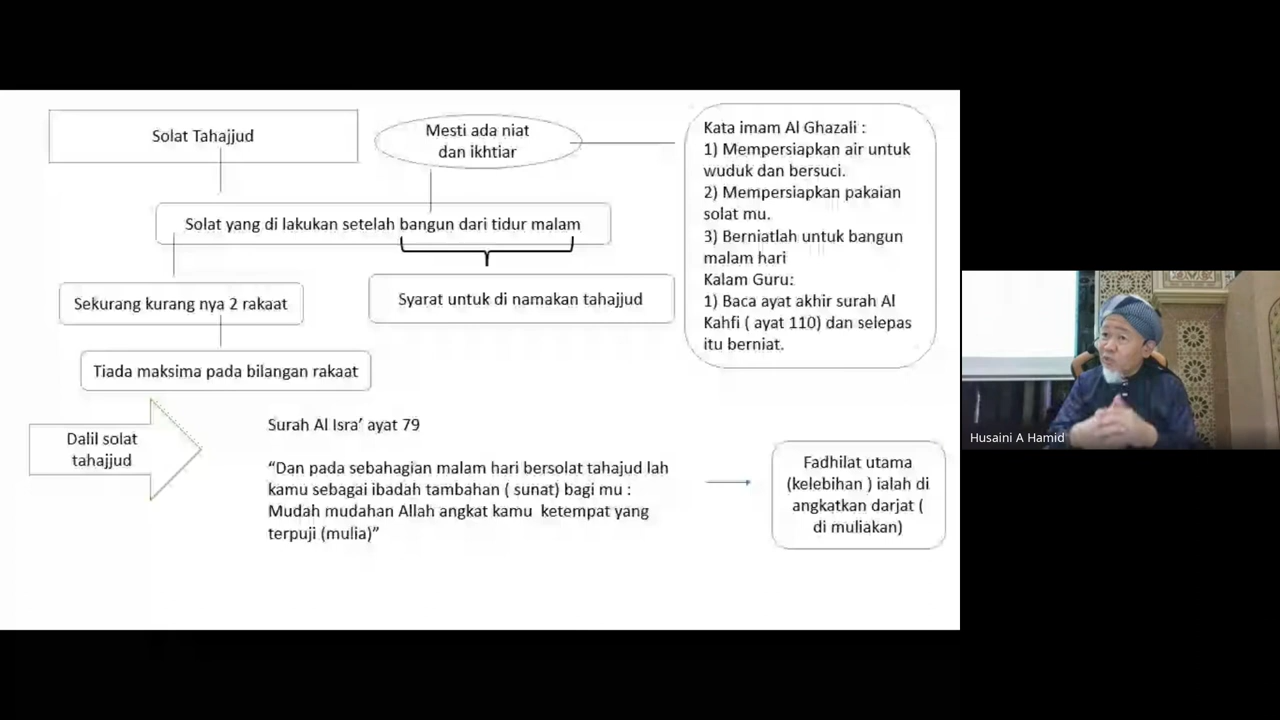 Solat Tahajjud
Mesti ada niat
dan ikhtiar
Solat yang di lakukan setelah bangun dari tidur malam
Sekurang kurang nya 2 rakaat
Syarat untuk di namakan tahajjud
Tiada maksima pada bilangan rakaat
Kata imam Al Ghazali :
1) Mempersiapkan air untuk
wuduk dan bersuci.
2) Mempersiapkan pakaian
solat mu.
3) Berniatlah untuk bangun
malam hari
Kalam Guru:
1) Baca ayat akhir surah Al
Kahfi ( ayat 110) dan selepas
itu berniat.
Dalil solat
tahajjud
Surah Al Isra’ ayat 79
“Dan pada sebahagian malam hari bersolat tahajud lah
kamu sebagai ibadah tambahan ( sunat) bagi mu :
Mudah mudahan Allah angkat kamu  ketempat yang
terpuji (mulia)”
Fadhilat utama
(kelebihan ) ialah di
angkatkan darjat (
di muliakan)
Husaini A Hamid